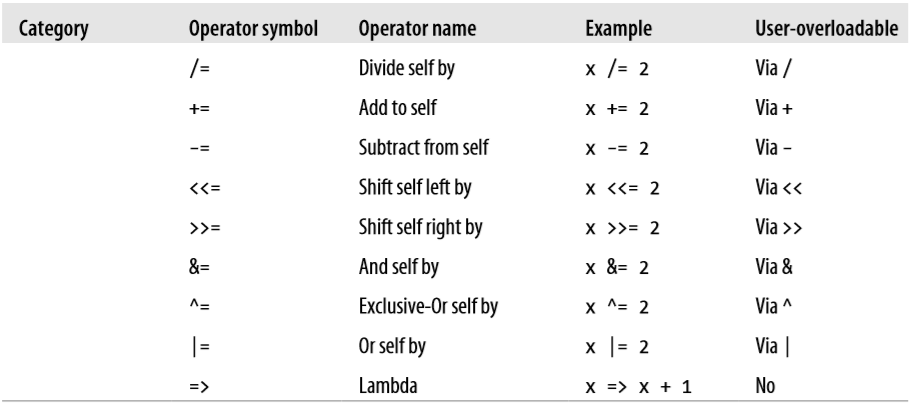 Category Operator symbol Operator name Example User-overloadable
/= Divide self by x /= 2 Via /
+= Add to self x += 2 Via +
-= Subtract from self x -= 2 Via –
<<= Shift self left by x <<= 2 Via <<
>>= Shift self right by x >>= 2 Via >>
&= And self by x &= 2 Via &
^= Exclusive-Or self by x ^= 2 Via ^
|= Or self by x |= 2 Via |
=> Lambda x => x + 1 No